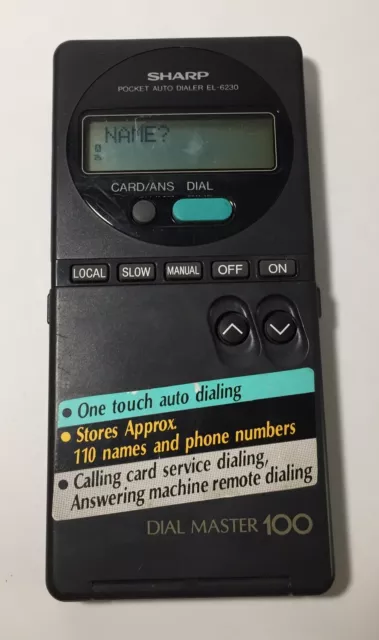 SHARP
POCKET AUTO DIALER EL-6230
NAME?
CARD/ANS DIAL
LOCAL SLOW MANUAL OFF ON
• One touch auto dialing
• Stores Approx.
110 names and phone numbers
• Calling card service dialing,
Answering machine remote dialing
DIAL MASTER 100